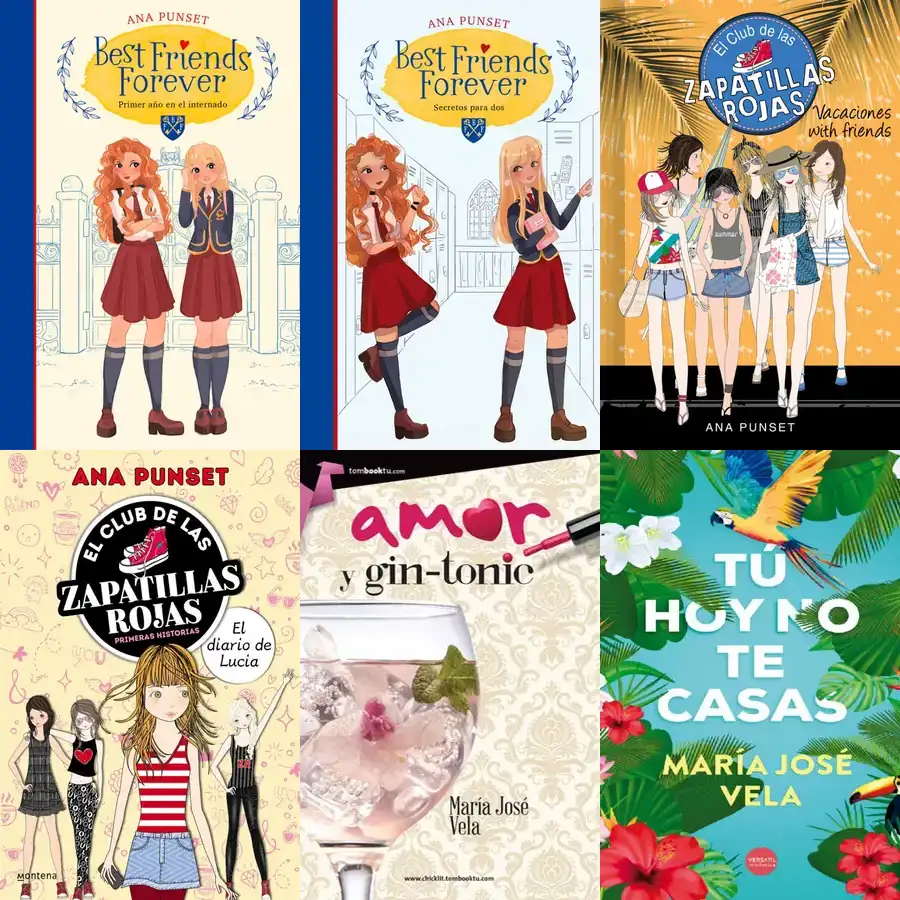 ANA PUNSET
Best Friends
Forever
Primer año en el internado
ANA PUNSET
Best Friends
Forever
Secretos para dos
El Club de las
ZAPATILLAS
ROJAS
Vacaciones
with friends
summer
ANA PUNSET
ANA PUNSET
EL CLUB DE LAS
ZAPATILLAS
ROJAS
PRIMERAS HISTORIAS
El
diario de
Lucía
montena
tombooktu.com
amor
y gin-tonic
María José
Vela
www.chicklit.tombooktu.com
TÚ
HOY NO
TE
CASAS
MARÍA JOSÉ
VELA
VERSATIL